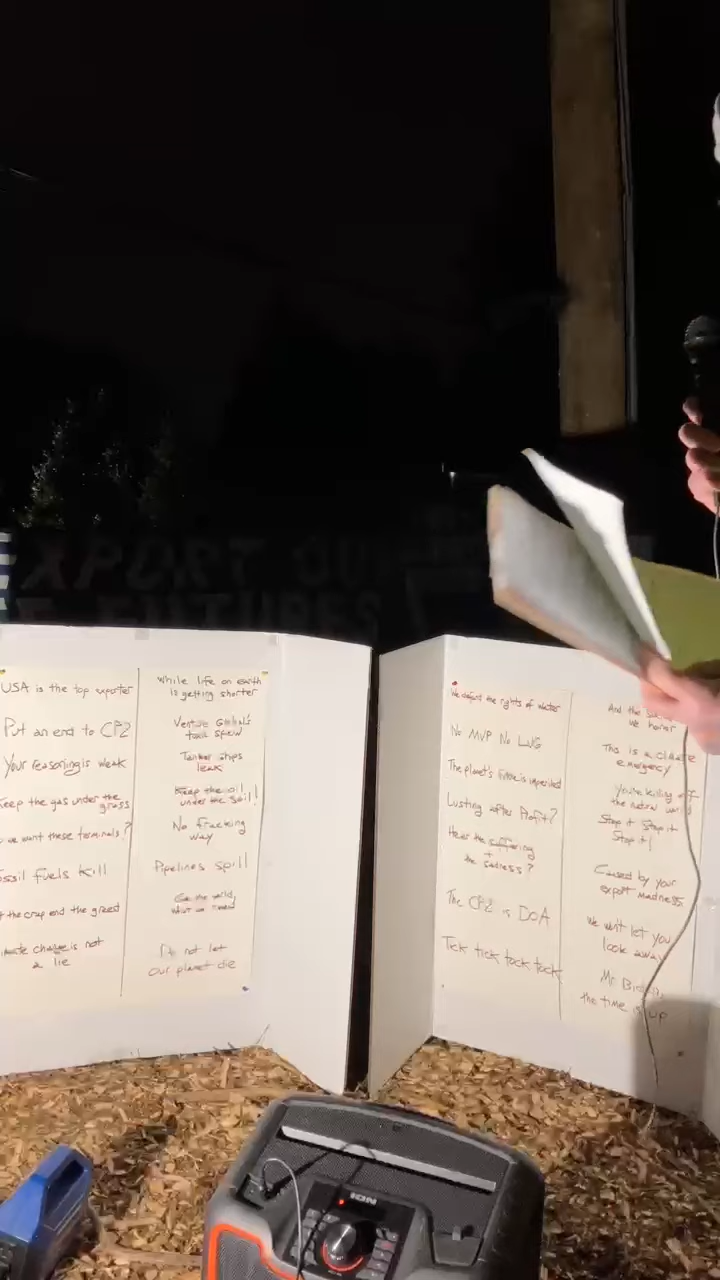 EXPORT OUR
FUTURES
USA is the top exporter
Put an end to CP2
Your reasoning is weak
Keep the gas under the
grass
we want these terminals?
fossil fuels kill
the crap end the greed
climate change is not
a lie
While life on earth
is getting shorter
Venture Global's
toxic spew
Tanker ships
leak
Keep the oil
under the soil!
No fracking
way
Pipelines spill
what we need
Do not let
our planet die
We defend the rights of water
No MVP No LNG
The planet's future is imperiled
Lusting after Profit?
Hear the suffering
+
the sadness?
The CP2 is DOA
Tick tick tock tock
And the
we honor
This is a climate
emergency
You're killing off
the natural world
Stop it Stop it
Stop it!
Caused by your
export madness
We won't let you
look away
Mr Biden,
the time is up
ION